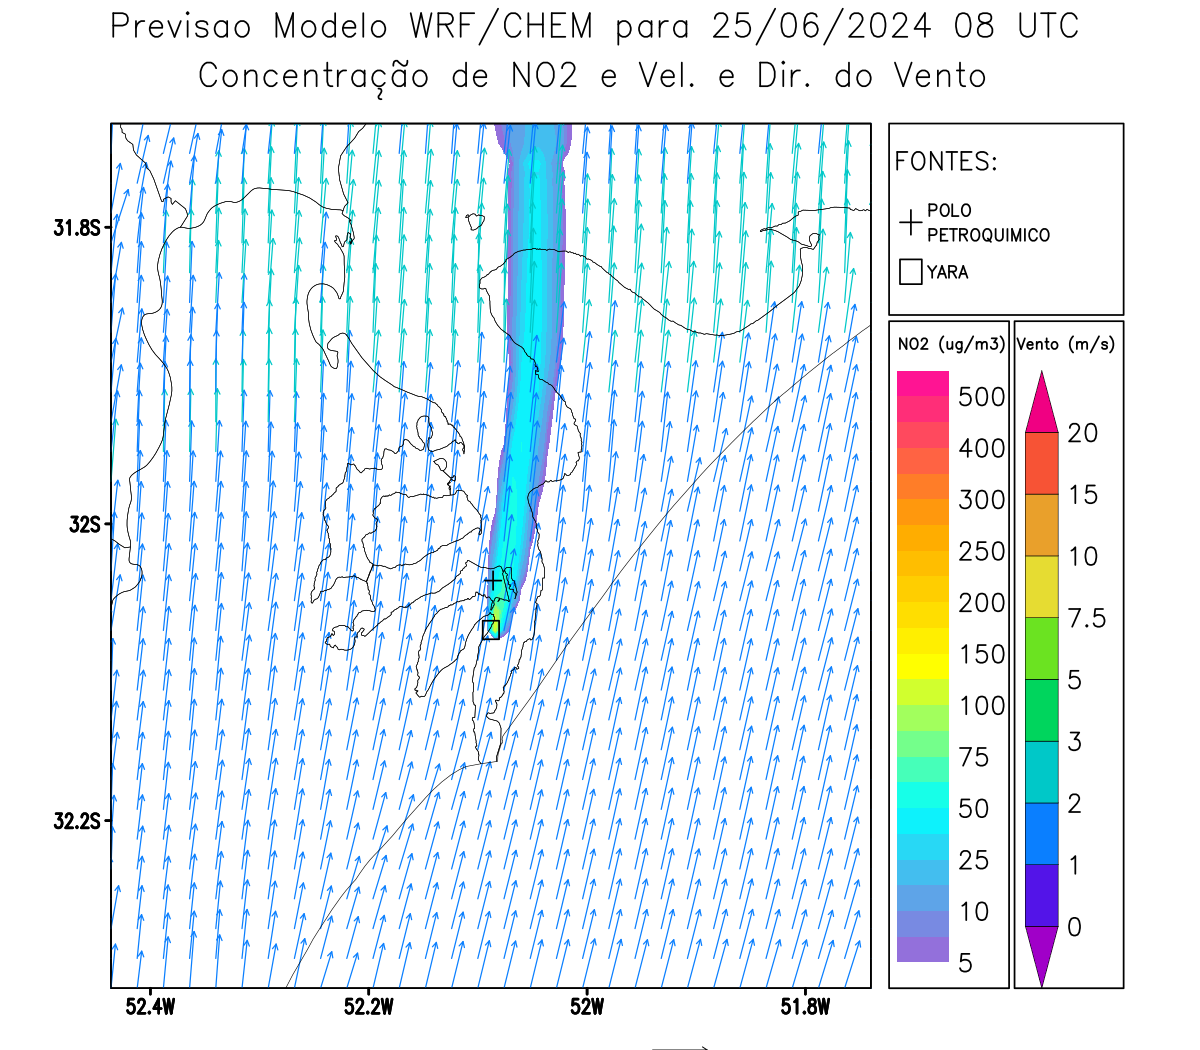 Previsao Modelo WRF/CHEM para 25/06/2024 08 UTC
Concentração de NO2 e Vel. e Dir. do Vento
FONTES:
POLO
PETROQUIMICO
YARA
NO2 (ug/m3)
500
400
300
250
200
150
100
75
50
25
10
5
Vento (m/s)
20
15
10
7.5
5
3
2
1
0
31.8S
32S
32.2S
52.4W
52.2W
52W
51.8W